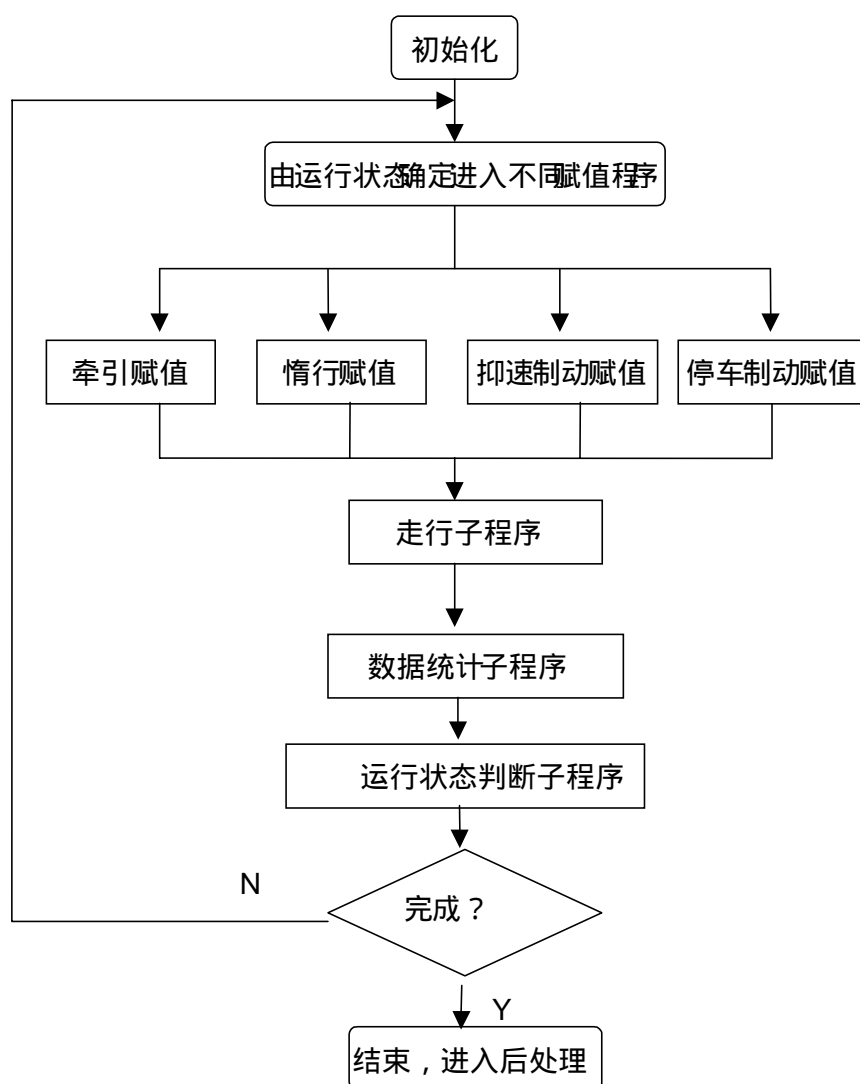 初始化
由运行状态确定进入不同赋值程序
牵引赋值
惰行赋值
抑速制动赋值
停车制动赋值
走行子程序
数据统计子程序
运行状态判断子程序
N
完成？
Y
结束，进入后处理